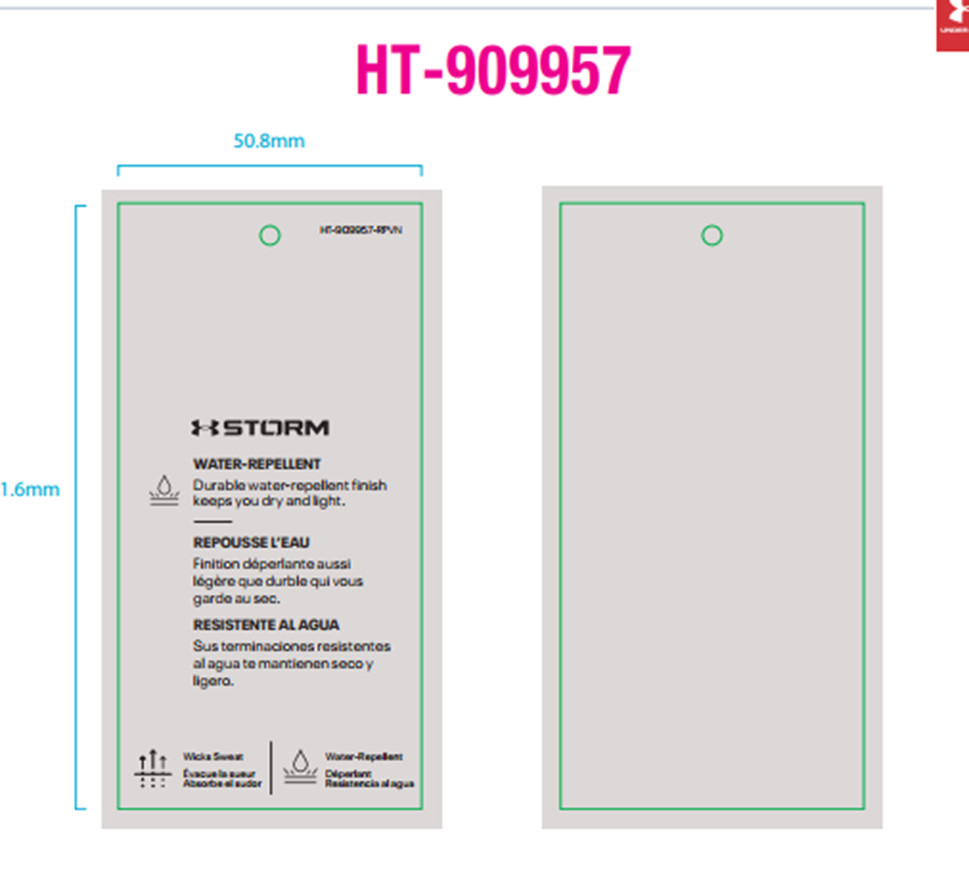 HT-909957
50.8mm
HT-909957-RPVN
1.6mm
STORM
WATER-REPELLENT
Durable water-repellent finish
keeps you dry and light.
REPOUSSE L'EAU
Finition déperlante aussi
légère que durble qui vous
garde au sec.
RESISTENTE AL AGUA
Sus terminaciones resistentes
al agua te mantienen seco y
ligero.
Wicks Sweat
Évacue la sueur
Absorbe el sudor
Water-Repellent
Déperlant
Resistencia al agua
UNDER